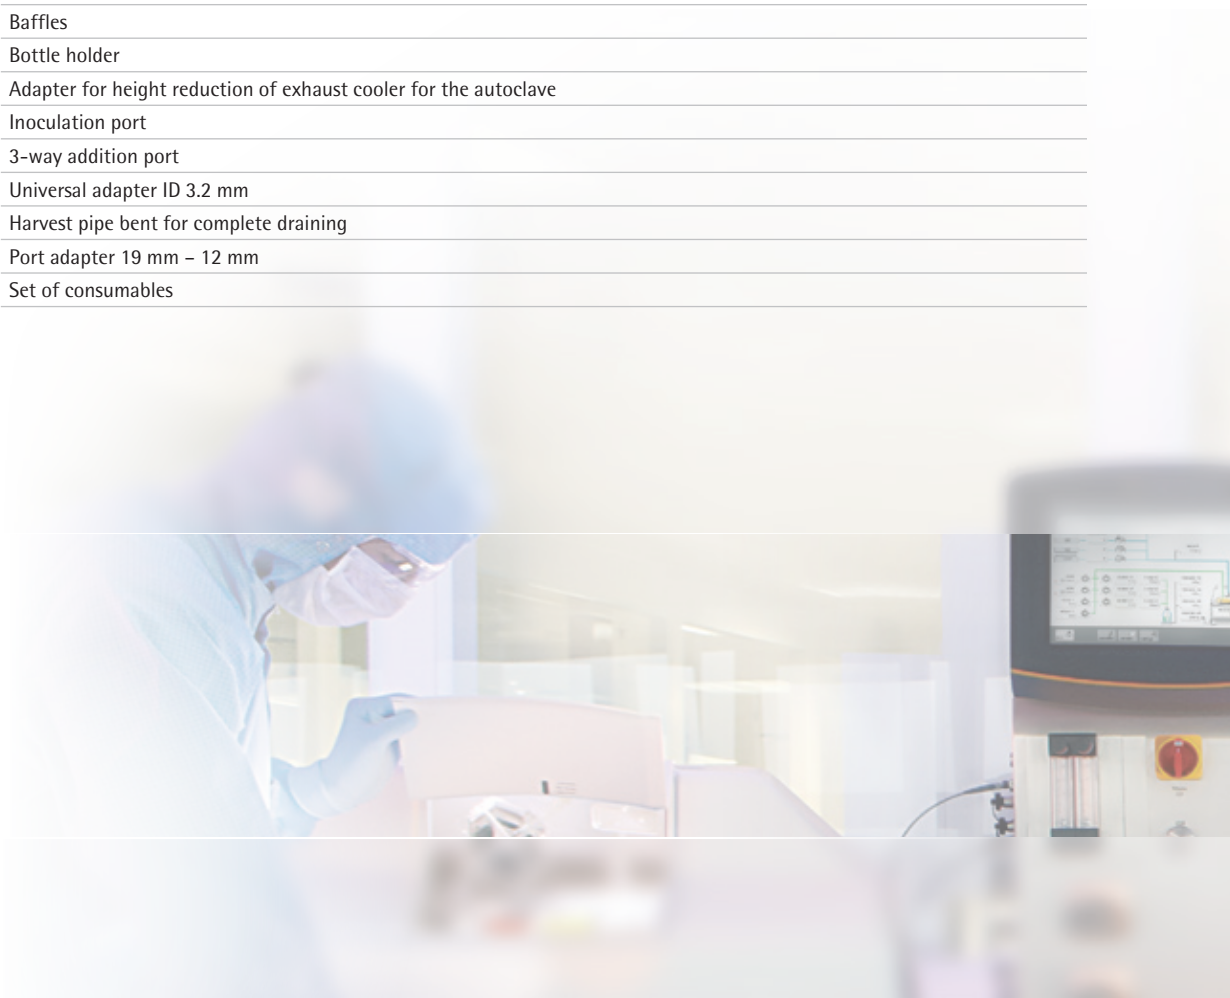 Baffles
Bottle holder
Adapter for height reduction of exhaust cooler for the autoclave
Inoculation port
3-way addition port
Universal adapter ID 3.2 mm
Harvest pipe bent for complete draining
Port adapter 19 mm – 12 mm
Set of consumables